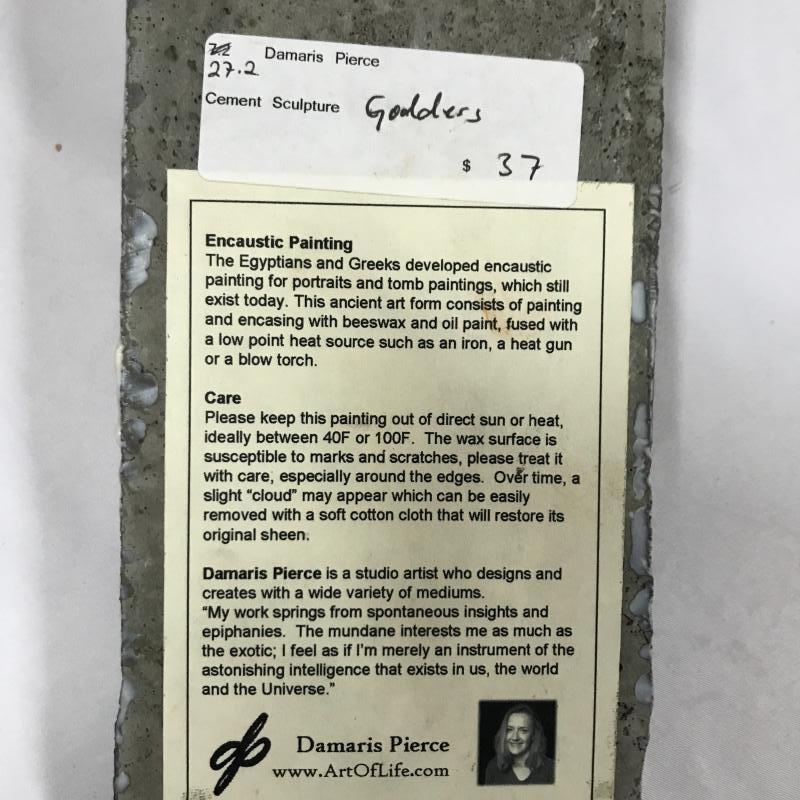 27.2
Damaris Pierce
Cement Sculpture Goddess
$ 37
Encaustic Painting
The Egyptians and Greeks developed encaustic
painting for portraits and tomb paintings, which still
exist today. This ancient art form consists of painting
and encasing with beeswax and oil paint, fused with
a low point heat source such as an iron, a heat gun
or a blow torch.
Care
Please keep this painting out of direct sun or heat,
ideally between 40F or 100F. The wax surface is
susceptible to marks and scratches, please treat it
with care, especially around the edges. Over time, a
slight "cloud" may appear which can be easily
removed with a soft cotton cloth that will restore its
original sheen.
Damaris Pierce is a studio artist who designs and
creates with a wide variety of mediums.
"My work springs from spontaneous insights and
epiphanies. The mundane interests me as much as
the exotic; I feel as if I'm merely an instrument of the
astonishing intelligence that exists in us, the world
and the Universe."
Damaris Pierce
www.ArtOfLife.com